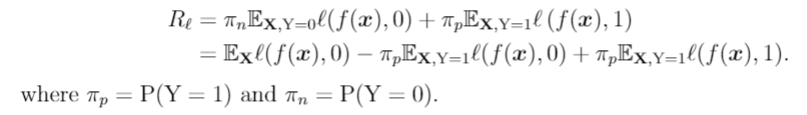 R_ℓ = π_n 𝔼_{X,Y=0} ℓ(f(x), 0) + π_p 𝔼_{X,Y=1} ℓ (f(x), 1)
= 𝔼_X ℓ(f(x), 0) − π_p 𝔼_{X,Y=1} ℓ(f(x), 0) + π_p 𝔼_{X,Y=1} ℓ(f(x), 1).
where π_p = P(Y = 1) and π_n = P(Y = 0).